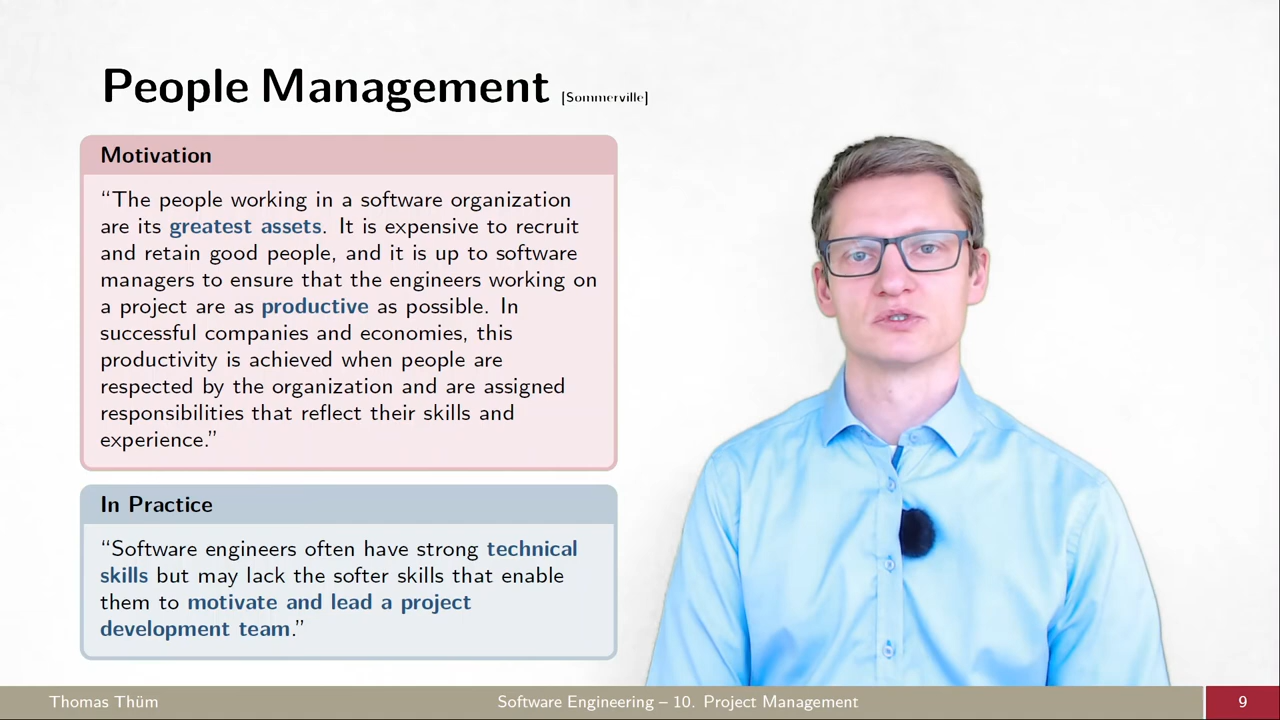 People Management [Sommerville]
Motivation
“The people working in a software organization
are its greatest assets. It is expensive to recruit
and retain good people, and it is up to software
managers to ensure that the engineers working on
a project are as productive as possible. In
successful companies and economies, this
productivity is achieved when people are
respected by the organization and are assigned
responsibilities that reflect their skills and
experience.”
In Practice
“Software engineers often have strong technical
skills but may lack the softer skills that enable
them to motivate and lead a project
development team.”
Thomas Thüm
Software Engineering – 10. Project Management
9